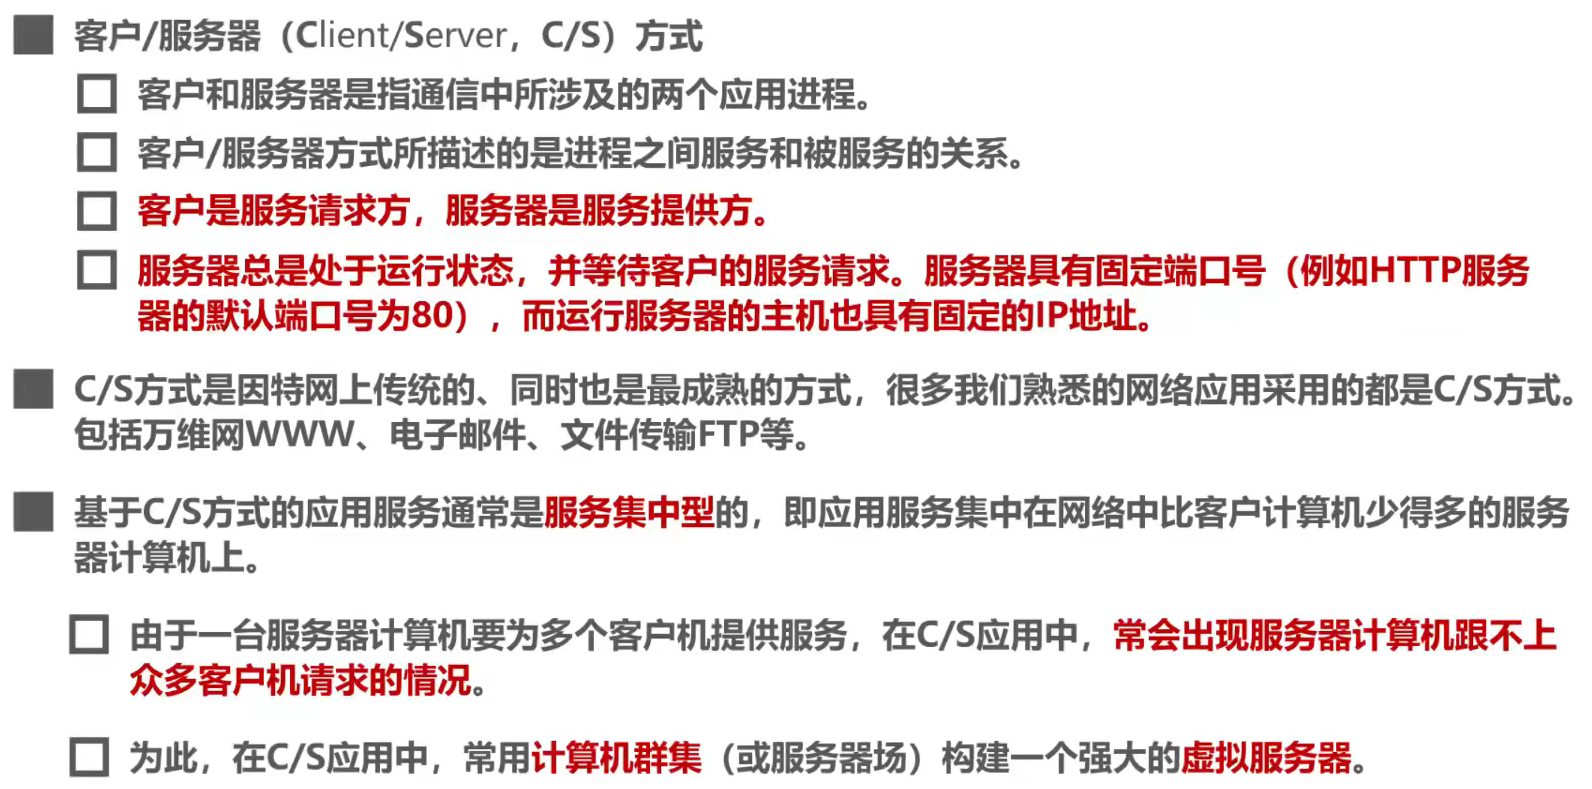 客户/服务器（Client/Server，C/S）方式
客户和服务器是指通信中所涉及的两个应用进程。
客户/服务器方式所描述的是进程之间服务和被服务的关系。
客户是服务请求方，服务器是服务提供方。
服务器总是处于运行状态，并等待客户的服务请求。服务器具有固定端口号（例如HTTP服务
器的默认端口号为80），而运行服务器的主机也具有固定的IP地址。
C/S方式是因特网上传统的、同时也是最成熟的方式，很多我们熟悉的网络应用采用的都是C/S方式。
包括万维网WWW、电子邮件、文件传输FTP等。
基于C/S方式的应用服务通常是服务集中型的，即应用服务集中在网络中比客户计算机少得多的服务
器计算机上。
由于一台服务器计算机要为多个客户机提供服务，在C/S应用中，常会出现服务器计算机跟不上
众多客户机请求的情况。
为此，在C/S应用中，常用计算机群集（或服务器场）构建一个强大的虚拟服务器。